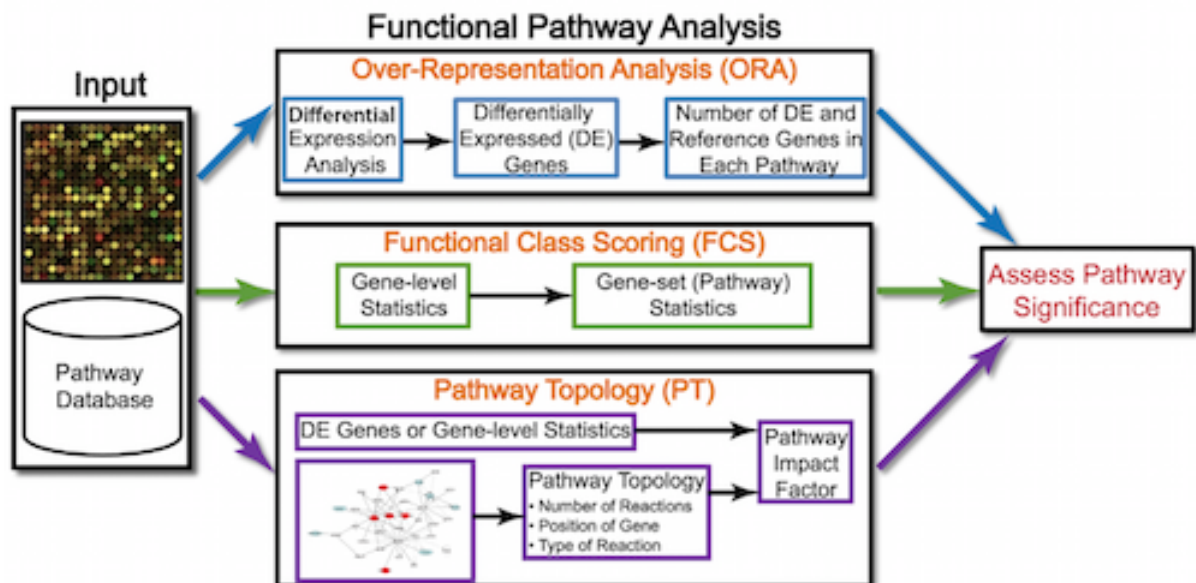 Functional Pathway Analysis
Input
Pathway
Database
Over-Representation Analysis (ORA)
Differential
Expression
Analysis
Differentially
Expressed (DE)
Genes
Number of DE and
Reference Genes in
Each Pathway
Functional Class Scoring (FCS)
Gene-level
Statistics
Gene-set (Pathway)
Statistics
Pathway Topology (PT)
DE Genes or Gene-level Statistics
Pathway Topology
• Number of Reactions
• Position of Gene
• Type of Reaction
Pathway
Impact
Factor
Assess Pathway
Significance